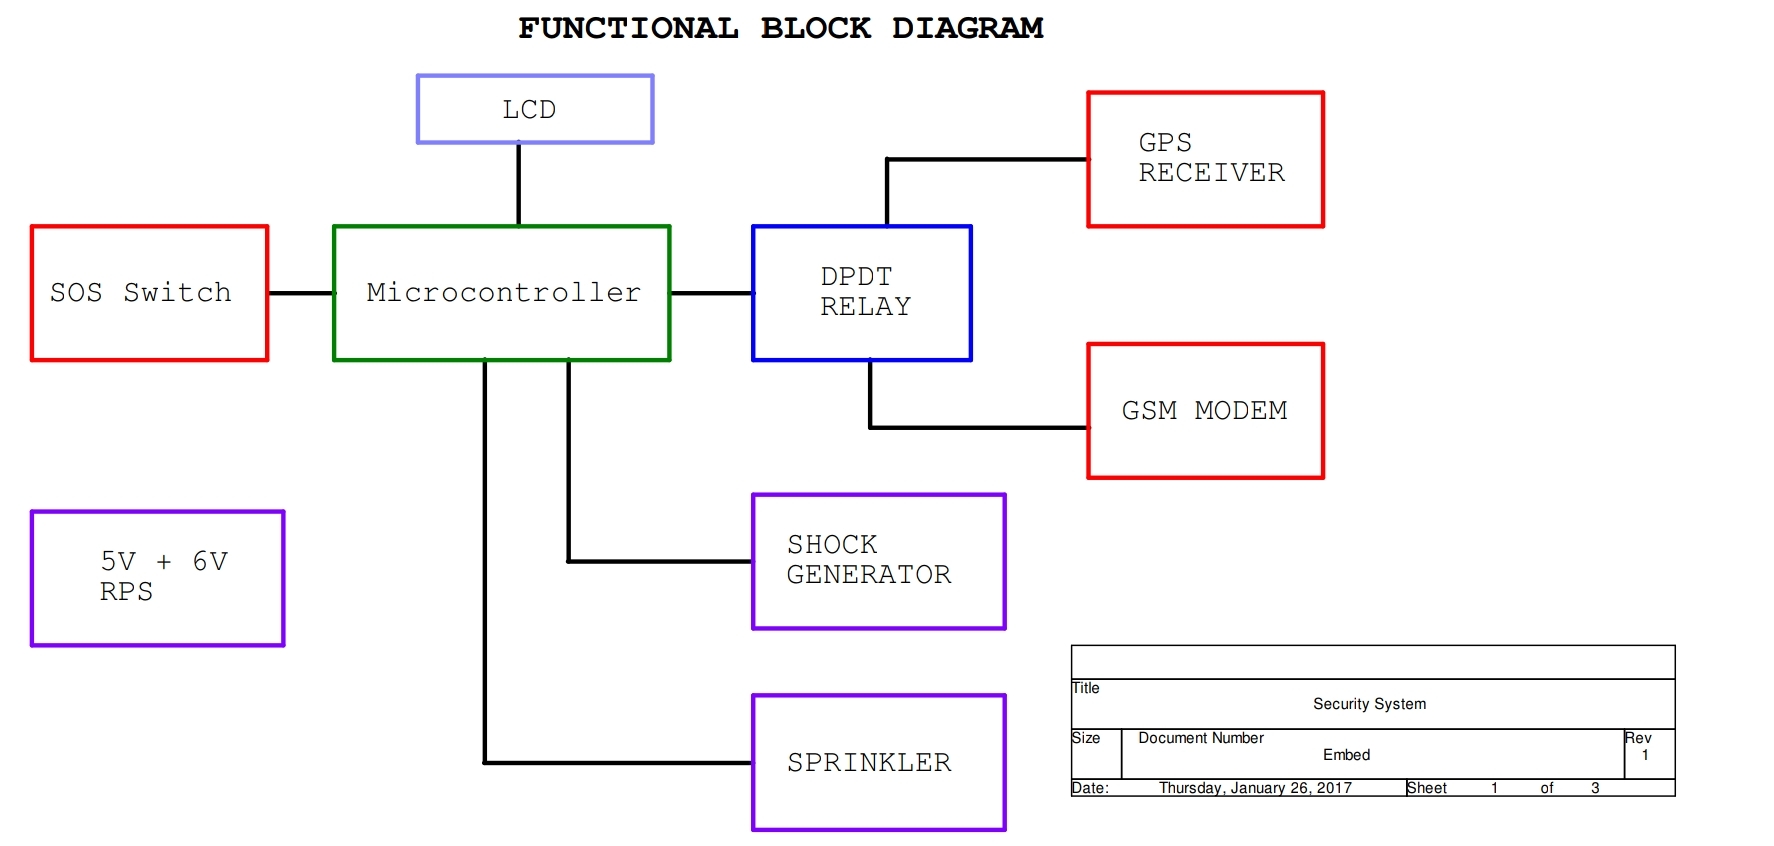 FUNCTIONAL BLOCK DIAGRAM
LCD
GPS
RECEIVER
SOS Switch
Microcontroller
DPDT
RELAY
GSM MODEM
5V + 6V
RPS
SHOCK
GENERATOR
SPRINKLER
Title
Security System
Size
Document Number
Rev
Embed
1
Date:
Thursday, January 26, 2017
Sheet 1 of 3